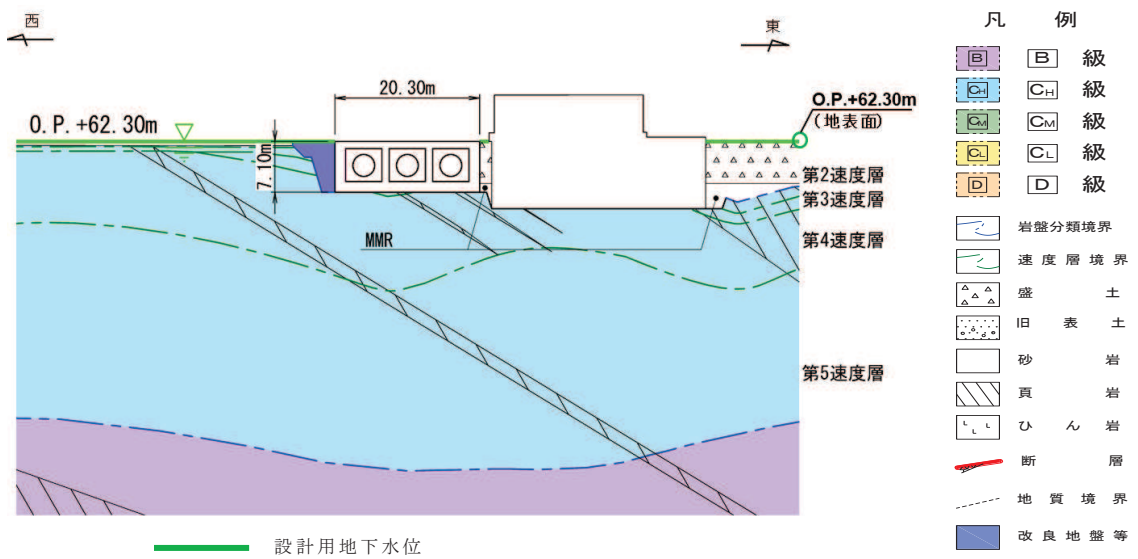 西
東
20.30m
O.P.+62.30m
7.10m
O.P.+62.30m
(地表面)
第2速度層
第3速度層
第4速度層
第5速度層
MMR
設計用地下水位
凡 例
B B 級
CH CH 級
CM CM 級
CL CL 級
D D 級
岩盤分類境界
速度層境界
盛土
旧表土
砂岩
頁岩
ひん岩
断層
地質境界
改良地盤等